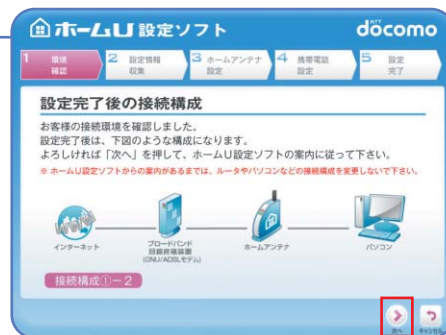 ホームU 設定ソフト
NTT
docomo
1 環境
確認
2 設定情報
収集
3 ホームアンテナ
設定
4 携帯電話
設定
5 設定
完了
設定完了後の接続構成
お客様の接続環境を確認しました。
設定完了後は、下図のような構成になります。
よろしければ「次へ」を押して、ホームU設定ソフトの案内に従って下さい。
※ ホームU設定ソフトからの案内があるまでは、ルータやパソコンなどの接続構成を変更しないで下さい。
WWW
インターネット
ブロードバンド
回線終端装置
(ONU/ADSLモデム)
ホームアンテナ
パソコン
接続構成①－2
次へ
キャンセル